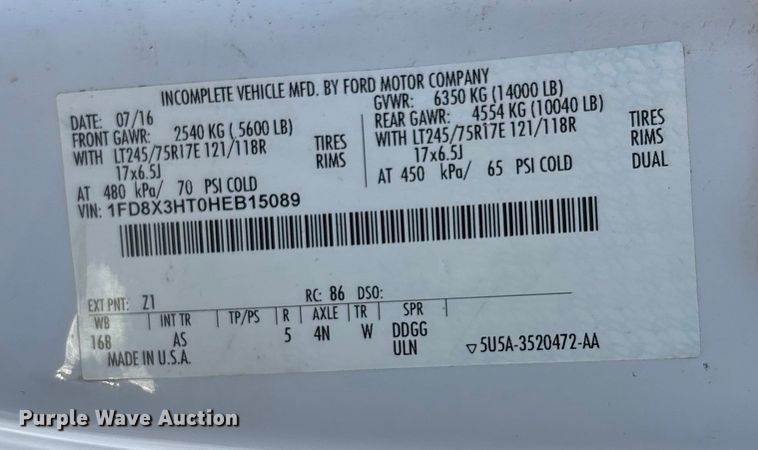 INCOMPLETE VEHICLE MFD. BY FORD MOTOR COMPANY
DATE: 07/16 GVWR: 6350 KG (14000 LB)
FRONT GAWR: 2540 KG ( 5600 LB) REAR GAWR: 4554 KG (10040 LB)
WITH LT245/75R17E 121/118R TIRES WITH LT245/75R17E 121/118R TIRES
17x6.5J RIMS 17x6.5J RIMS
AT 480 kPa/ 70 PSI COLD AT 450 kPa/ 65 PSI COLD DUAL
VIN: 1FD8X3HT0HEB15089
EXT PNT: Z1 RC: 86 DSO:
WB INT TR TP/PS R AXLE TR SPR
168 AS 5 4N W DDGG
MADE IN U.S.A. ULN ▽5U5A-3520472-AA
Purple Wave Auction